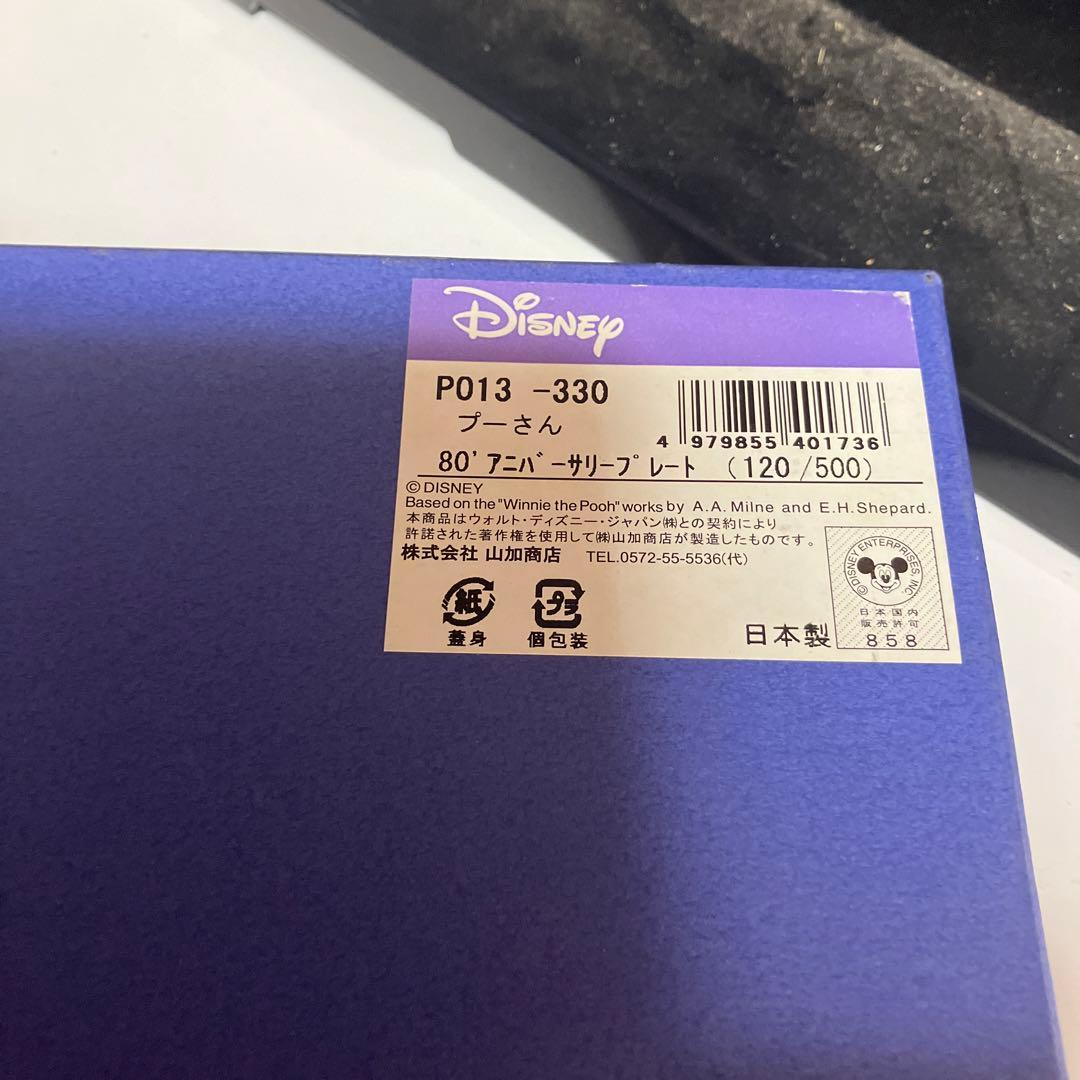 Disney
P013 -330
プーさん
4 979855 401736
80' アニバーサリープレート (120/500)
©DISNEY
Based on the "Winnie the Pooh" works by A.A. Milne and E.H.Shepard.
本商品はウォルト・ディズニー・ジャパン㈱との契約により
許諾された著作権を使用して㈱山加商店が製造したものです。
株式会社 山加商店 TEL.0572-55-5536(代)
紙
蓋身
プラ
個包装
日本製
©DISNEY ENTERPRISES, INC
日本国内
販売許可
858